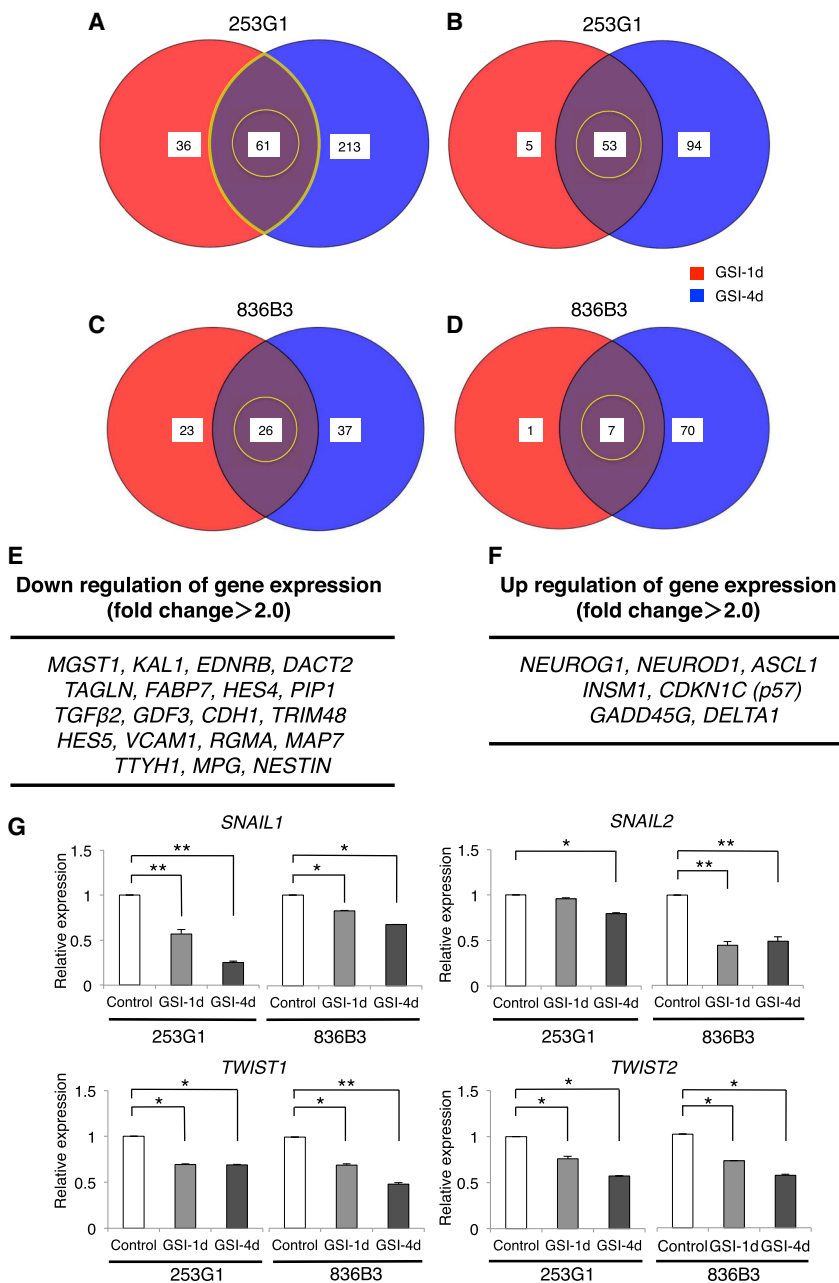 A
253G1
36
61
213
B
253G1
5
53
94
GSI-1d
GSI-4d
C
836B3
23
26
37
D
836B3
1
7
70
E
Down regulation of gene expression
(fold change>2.0)
MGST1, KAL1, EDNRB, DACT2
TAGLN, FABP7, HES4, PIP1
TGFβ2, GDF3, CDH1, TRIM48
HES5, VCAM1, RGMA, MAP7
TTYH1, MPG, NESTIN
F
Up regulation of gene expression
(fold change>2.0)
NEUROG1, NEUROD1, ASCL1
INSM1, CDKN1C (p57)
GADD45G, DELTA1
G
SNAIL1
Relative expression
1.5
1
0.5
0
**
**
*
*
Control GSI-1d GSI-4d Control GSI-1d GSI-4d
253G1 836B3
SNAIL2
Relative expression
1.5
1
0.5
0
*
**
**
Control GSI-1d GSI-4d Control GSI-1d GSI-4d
253G1 836B3
TWIST1
Relative expression
1.5
1
0.5
0
*
*
**
*
Control GSI-1d GSI-4d Control GSI-1d GSI-4d
253G1 836B3
TWIST2
Relative expression
1.5
1
0.5
0
*
*
*
*
Control GSI-1d GSI-4d Control GSI-1d GSI-4d
253G1 836B3